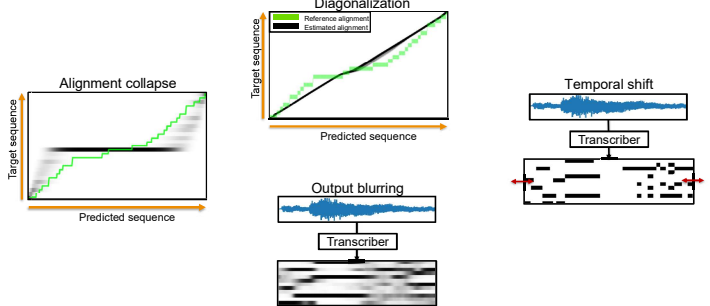 Diagonalization
Reference alignment
Estimated alignment
Target sequence
Predicted sequence
Alignment collapse
Target sequence
Predicted sequence
Temporal shift
Transcriber
Output blurring
Transcriber